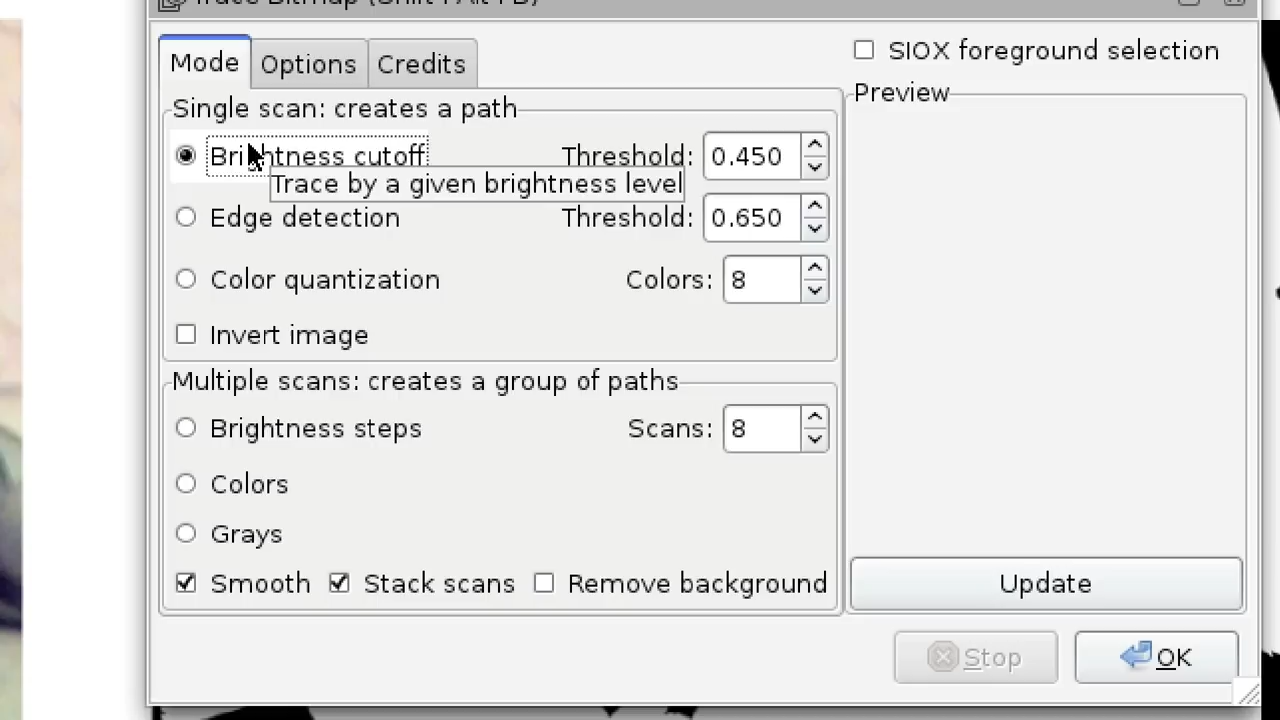 Trace Bitmap (Shift+Alt+B)
Mode Options Credits
SIOX foreground selection
Single scan: creates a path
Preview
Brightness cutoff Threshold: 0.450
Trace by a given brightness level
Edge detection Threshold: 0.650
Color quantization Colors: 8
Invert image
Multiple scans: creates a group of paths
Brightness steps Scans: 8
Colors
Grays
Smooth Stack scans Remove background
Update
Stop OK